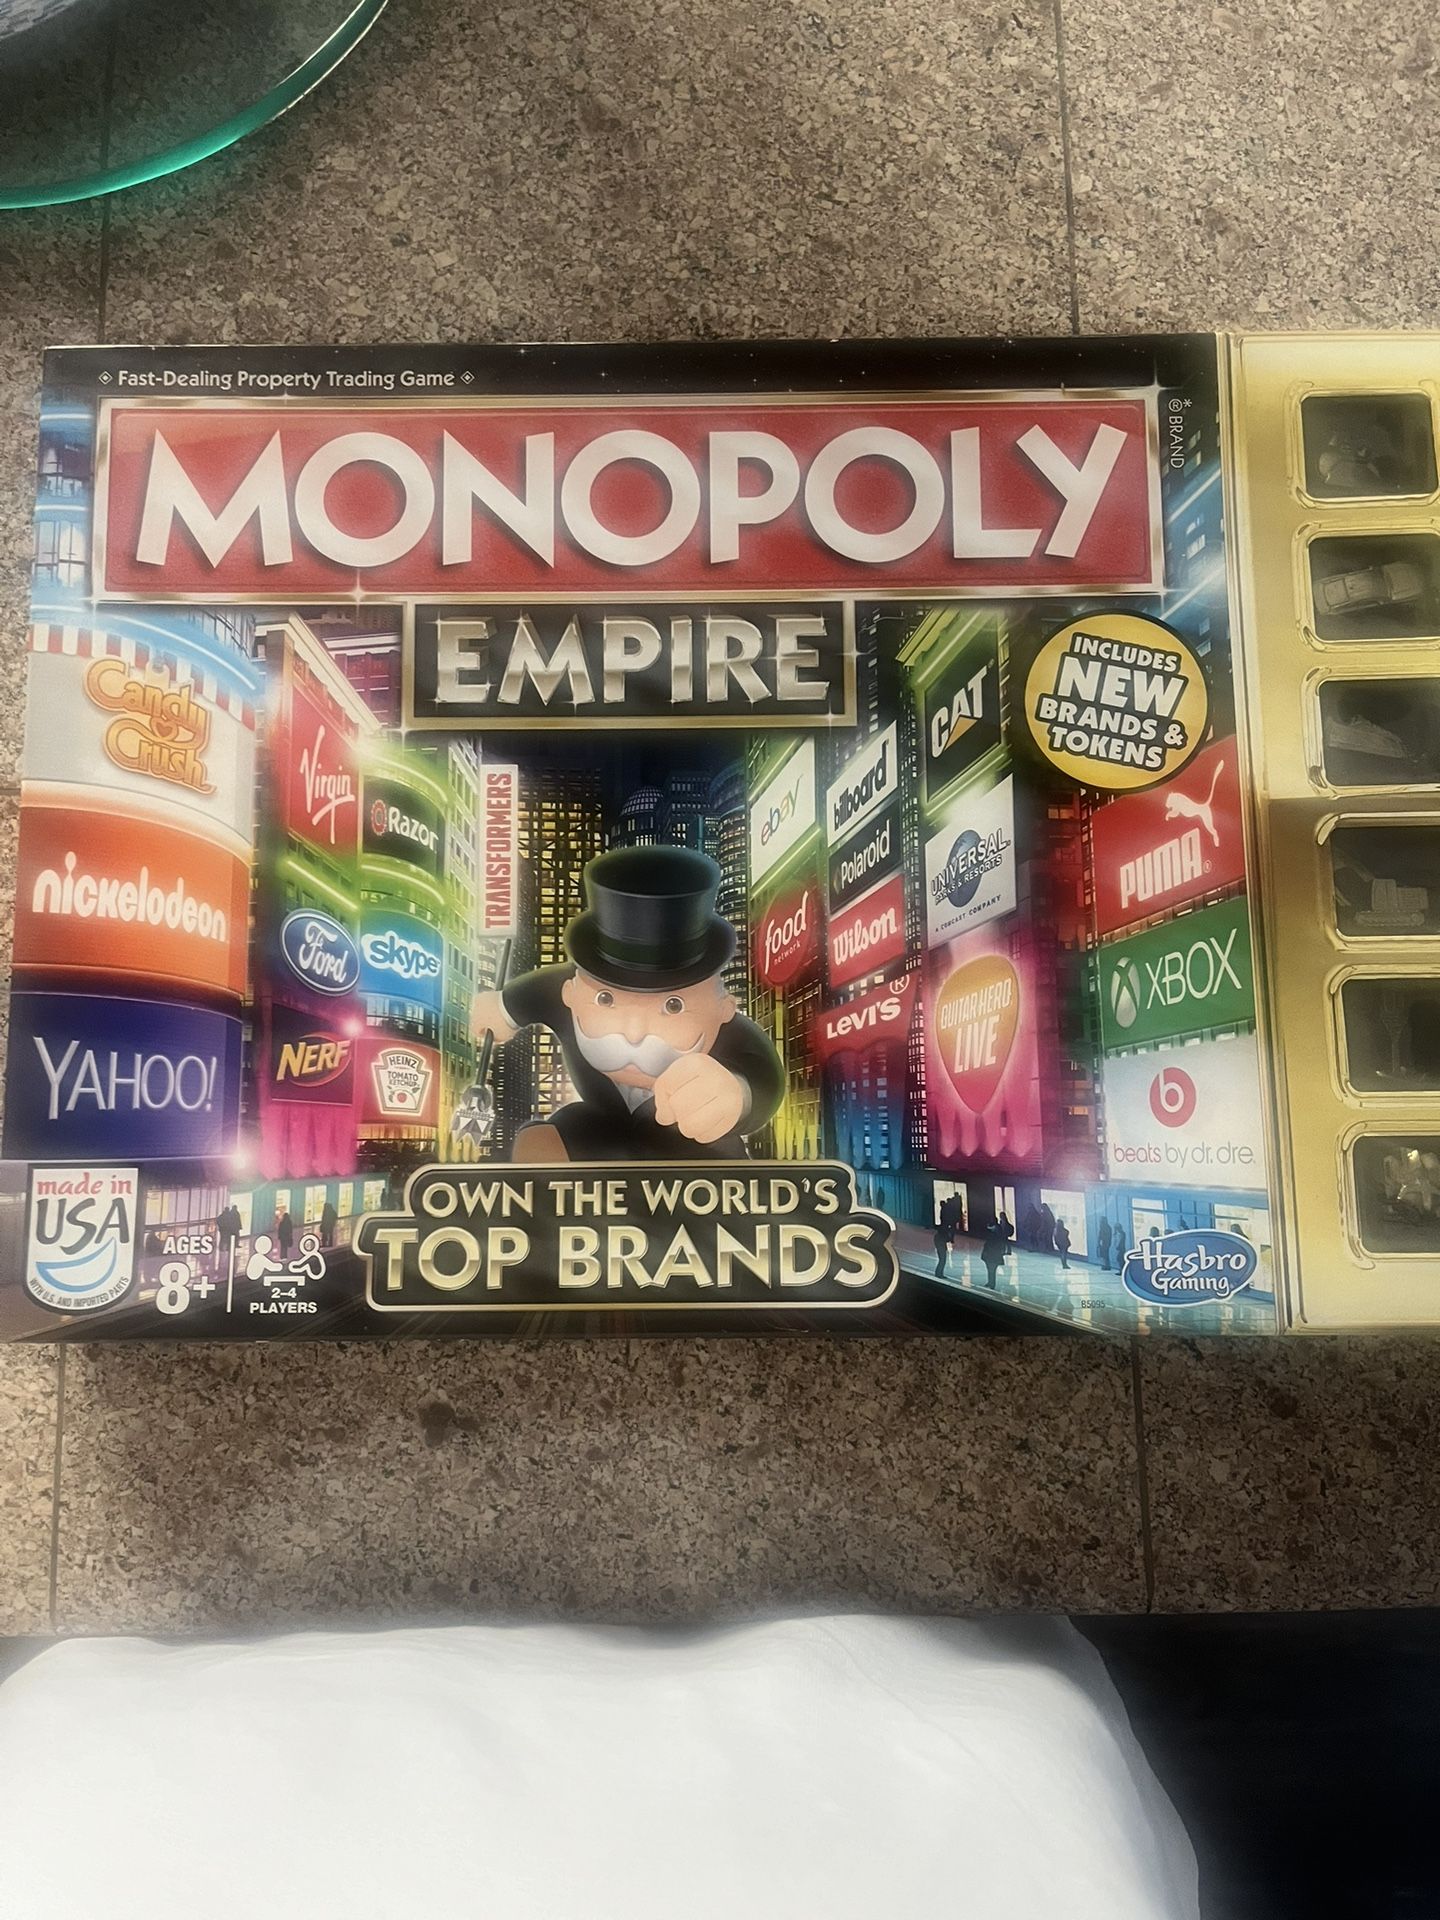 Fast-Dealing Property Trading Game
MONOPOLY
®* BRAND
EMPIRE
INCLUDES
NEW
BRANDS &
TOKENS
Candy
Crush
nickelodeon
YAHOO!
Virgin
Razor
Ford
skype
NERF
HEINZ
TOMATO
KETCHUP
TRANSFORMERS
ebay
food
network
billboard
Polaroid
Wilson
LEVI'S®
CAT
UNIVERSAL
PARKS & RESORTS
A COMCAST COMPANY
GUITAR HERO
LIVE
PUMA®
XBOX
b
beats by dr. dre.
OWN THE WORLD'S
TOP BRANDS
made in
USA
WITH U.S. AND IMPORTED PARTS
AGES
8+
2-4
PLAYERS
Hasbro
Gaming
B5095